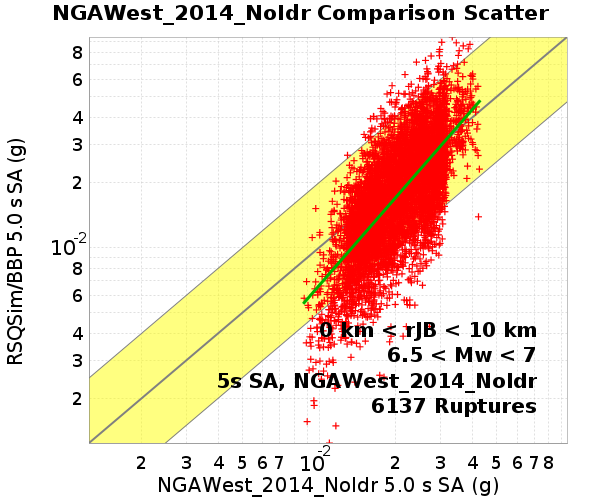 NGAWest_2014_NoIdr Comparison Scatter
8
6
4
3
2
10-2
8
6
4
3
2
RSQSim/BBP 5.0 s SA (g)
0 km < rJB < 10 km
6.5 < Mw < 7
5s SA, NGAWest_2014_NoIdr
6137 Ruptures
2 3 4 5 6 7 10-2 2 3 4 5 6 7 8
NGAWest_2014_NoIdr 5.0 s SA (g)